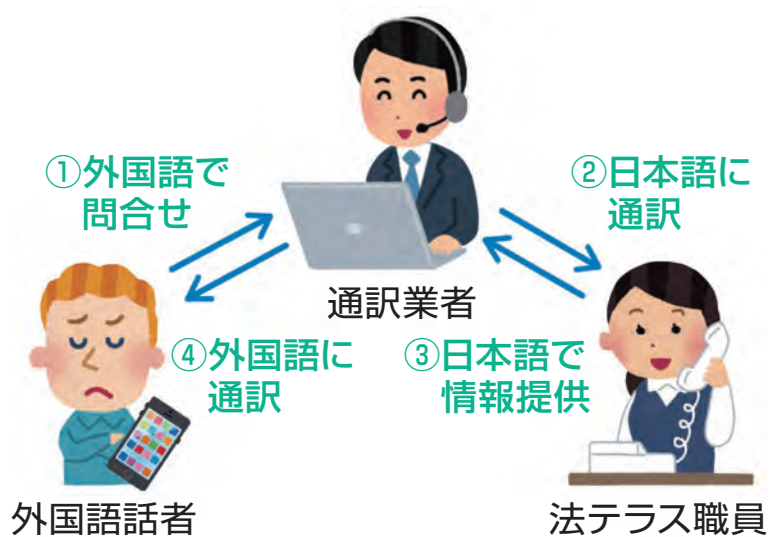 ①外国語で
問合せ
②日本語に
通訳
通訳業者
④外国語に
通訳
③日本語で
情報提供
外国語話者
法テラス職員